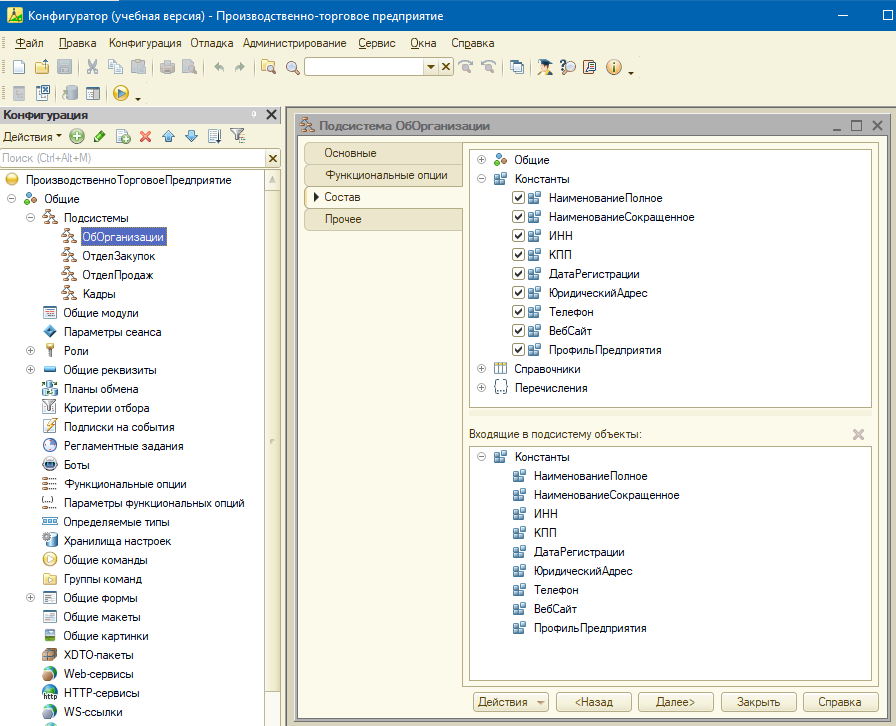 Конфигуратор (учебная версия) - Производственно-торговое предприятие
Файл Правка Конфигурация Отладка Администрирование Сервис Окна Справка
Конфигурация
Действия
Поиск (Ctrl+Alt+M)
ПроизводственноТорговоеПредприятие
Общие
Подсистемы
ОбОрганизации
ОтделЗакупок
ОтделПродаж
Кадры
Общие модули
Параметры сеанса
Роли
Общие реквизиты
Планы обмена
Критерии отбора
Подписки на события
Регламентные задания
Боты
Функциональные опции
Параметры функциональных опций
Определяемые типы
Хранилища настроек
Общие команды
Группы команд
Общие формы
Общие макеты
Общие картинки
XDTO-пакеты
Web-сервисы
http
HTTP-сервисы
WS-ссылки
Подсистема ОбОрганизации
Основные
Функциональные опции
Состав
Прочее
Общие
Константы
НаименованиеПолное
НаименованиеСокращенное
ИНН
КПП
ДатаРегистрации
ЮридическийАдрес
Телефон
ВебСайт
ПрофильПредприятия
Справочники
Перечисления
Входящие в подсистему объекты:
Константы
НаименованиеПолное
НаименованиеСокращенное
ИНН
КПП
ДатаРегистрации
ЮридическийАдрес
Телефон
ВебСайт
ПрофильПредприятия
Действия <Назад Далее> Закрыть Справка